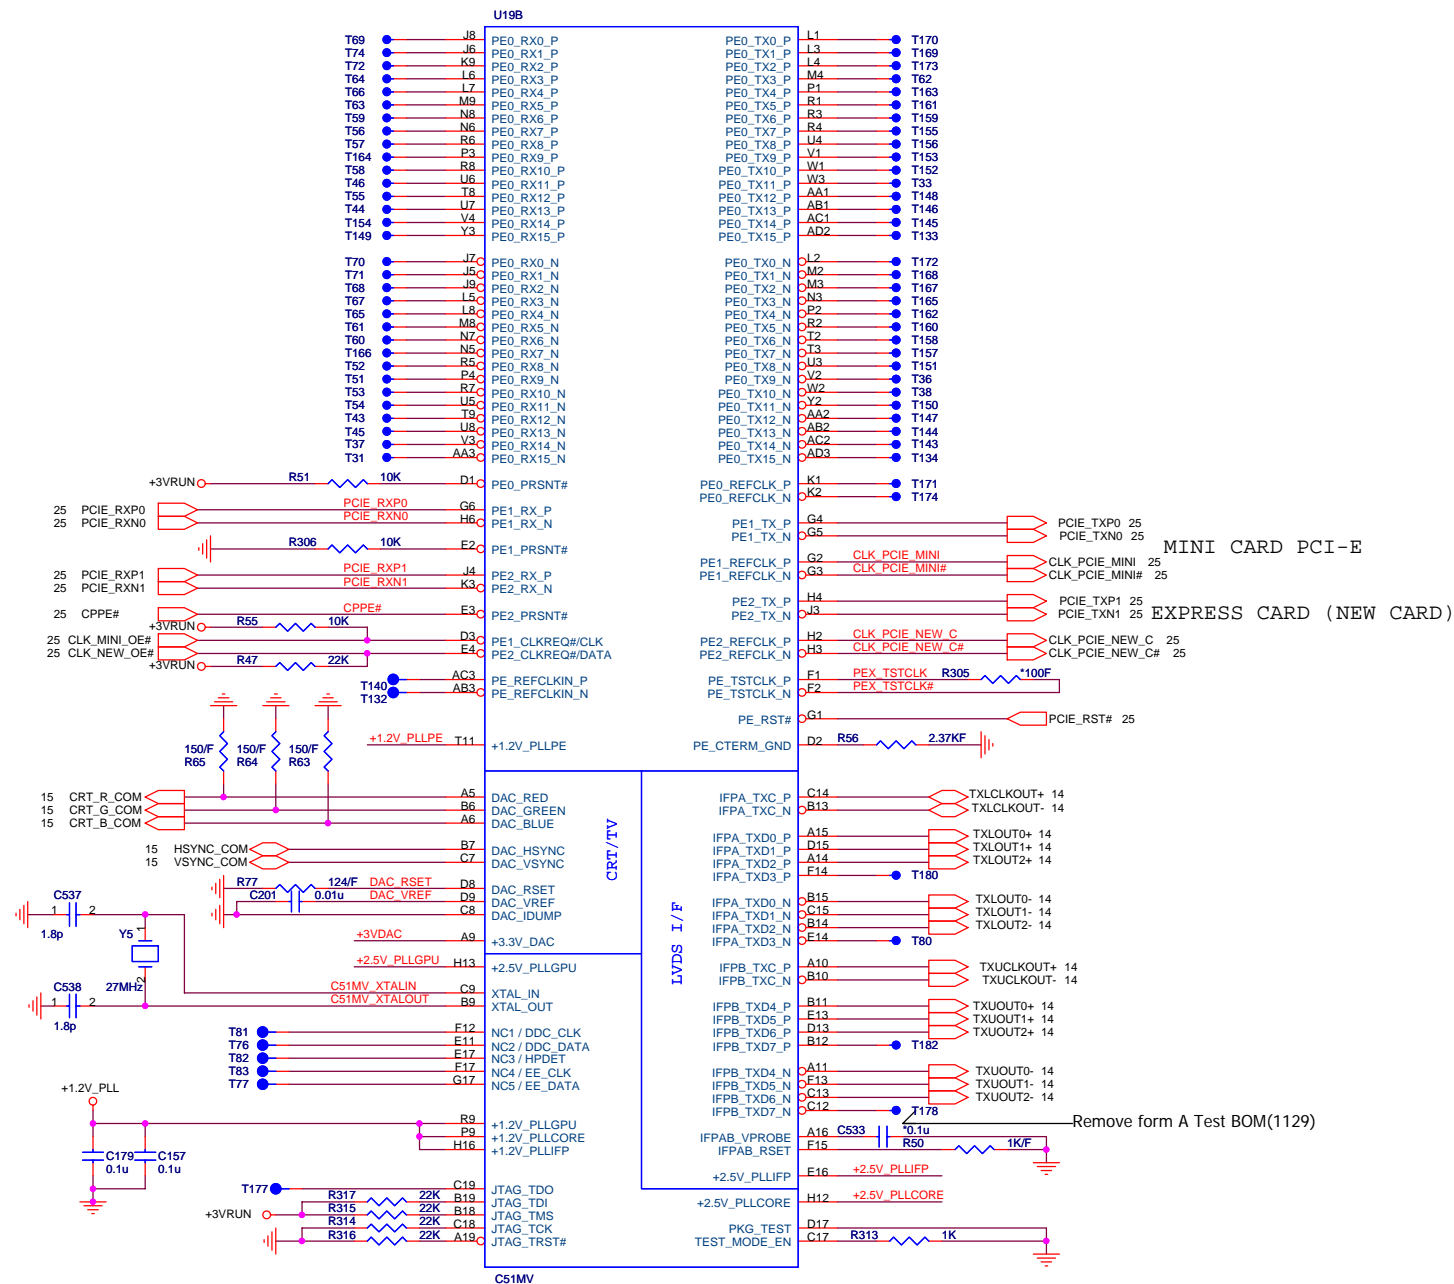 U19B
T69 J8 PE0_RX0_P PE0_TX0_P L1 T170
T74 J6 PE0_RX1_P PE0_TX1_P L3 T169
T72 K9 PE0_RX2_P PE0_TX2_P L4 T173
T64 L6 PE0_RX3_P PE0_TX3_P M4 T62
T66 L7 PE0_RX4_P PE0_TX4_P P1 T163
T63 M9 PE0_RX5_P PE0_TX5_P R1 T161
T59 N8 PE0_RX6_P PE0_TX6_P R3 T159
T56 N6 PE0_RX7_P PE0_TX7_P R4 T155
T57 R6 PE0_RX8_P PE0_TX8_P U4 T156
T164 P3 PE0_RX9_P PE0_TX9_P V1 T153
T58 R8 PE0_RX10_P PE0_TX10_P W1 T152
T46 U6 PE0_RX11_P PE0_TX11_P W3 T33
T55 T8 PE0_RX12_P PE0_TX12_P AA1 T148
T44 U7 PE0_RX13_P PE0_TX13_P AB1 T146
T154 V4 PE0_RX14_P PE0_TX14_P AC1 T145
T149 Y3 PE0_RX15_P PE0_TX15_P AD2 T133
T70 J7 PE0_RX0_N PE0_TX0_N L2 T172
T71 J5 PE0_RX1_N PE0_TX1_N M2 T168
T68 J9 PE0_RX2_N PE0_TX2_N M3 T167
T67 L5 PE0_RX3_N PE0_TX3_N N3 T165
T65 L8 PE0_RX4_N PE0_TX4_N P2 T162
T61 M8 PE0_RX5_N PE0_TX5_N R2 T160
T60 N7 PE0_RX6_N PE0_TX6_N T2 T158
T166 N5 PE0_RX7_N PE0_TX7_N T3 T157
T52 R5 PE0_RX8_N PE0_TX8_N U3 T151
T51 P4 PE0_RX9_N PE0_TX9_N V2 T36
T53 R7 PE0_RX10_N PE0_TX10_N W2 T38
T54 U5 PE0_RX11_N PE0_TX11_N Y2 T150
T43 T9 PE0_RX12_N PE0_TX12_N AA2 T147
T45 U8 PE0_RX13_N PE0_TX13_N AB2 T144
T37 V3 PE0_RX14_N PE0_TX14_N AC2 T143
T31 AA3 PE0_RX15_N PE0_TX15_N AD3 T134
+3VRUN R51 10K D1 PE0_PRSNT# PE0_REFCLK_P K1 T171
PE0_REFCLK_N K2 T174
25 PCIE_RXP0 PCIE_RXP0 G6 PE1_RX_P
25 PCIE_RXN0 PCIE_RXN0 H6 PE1_RX_N
PE1_TX_P G4 PCIE_TXP0 25
PE1_TX_N G5 PCIE_TXN0 25
MINI CARD PCI-E
R306 10K E2 PE1_PRSNT#
PE1_REFCLK_P G2 CLK_PCIE_MINI CLK_PCIE_MINI 25
PE1_REFCLK_N G3 CLK_PCIE_MINI# CLK_PCIE_MINI# 25
25 PCIE_RXP1 PCIE_RXP1 J4 PE2_RX_P
25 PCIE_RXN1 PCIE_RXN1 K3 PE2_RX_N
PE2_TX_P H4 PCIE_TXP1 25
PE2_TX_N J3 PCIE_TXN1 25
EXPRESS CARD (NEW CARD)
25 CPPE# CPPE# E3 PE2_PRSNT#
+3VRUN R55 10K
25 CLK_MINI_OE# D3 PE1_CLKREQ#/CLK
25 CLK_NEW_OE# E4 PE2_CLKREQ#/DATA
+3VRUN R47 22K
PE2_REFCLK_P H2 CLK_PCIE_NEW_C CLK_PCIE_NEW_C 25
PE2_REFCLK_N H3 CLK_PCIE_NEW_C# CLK_PCIE_NEW_C# 25
T140 AC3 PE_REFCLKIN_P
T132 AB3 PE_REFCLKIN_N
PE_TSTCLK_P F1 PEX_TSTCLK R305 *100F
PE_TSTCLK_N F2 PEX_TSTCLK#
PE_RST# G1 PCIE_RST# 25
+1.2V_PLLPE T11 +1.2V_PLLPE PE_CTERM_GND D2 R56 2.37KF
150/F 150/F 150/F
R65 R64 R63
15 CRT_R_COM A5 DAC_RED
15 CRT_G_COM B6 DAC_GREEN
15 CRT_B_COM A6 DAC_BLUE
15 HSYNC_COM B7 DAC_HSYNC
15 VSYNC_COM C7 DAC_VSYNC
R77 124/F DAC_RSET D8 DAC_RSET
C201 0.01u DAC_VREF D9 DAC_VREF
C8 DAC_IDUMP
+3VDAC A9 +3.3V_DAC
CRT/TV
LVDS I/F
IFPA_TXC_P C14 TXLCLKOUT+ 14
IFPA_TXC_N B13 TXLCLKOUT- 14
IFPA_TXD0_P A15 TXLOUT0+ 14
IFPA_TXD1_P D15 TXLOUT1+ 14
IFPA_TXD2_P A14 TXLOUT2+ 14
IFPA_TXD3_P F14 T180
IFPA_TXD0_N B15 TXLOUT0- 14
IFPA_TXD1_N C15 TXLOUT1- 14
IFPA_TXD2_N B14 TXLOUT2- 14
IFPA_TXD3_N E14 T80
C537 1 2 1.8p
Y5 1 2 27MHz
C538 1 2 1.8p
+2.5V_PLLGPU H13 +2.5V_PLLGPU
C51MV_XTALIN C9 XTAL_IN
C51MV_XTALOUT B9 XTAL_OUT
IFPB_TXC_P A10 TXUCLKOUT+ 14
IFPB_TXC_N B10 TXUCLKOUT- 14
IFPB_TXD4_P B11 TXUOUT0+ 14
IFPB_TXD5_P E13 TXUOUT1+ 14
IFPB_TXD6_P D13 TXUOUT2+ 14
IFPB_TXD7_P B12 T182
T81 F12 NC1 / DDC_CLK
T76 E11 NC2 / DDC_DATA
T82 E17 NC3 / HPDET
T83 F17 NC4 / EE_CLK
T77 G17 NC5 / EE_DATA
IFPB_TXD4_N A11 TXUOUT0- 14
IFPB_TXD5_N F13 TXUOUT1- 14
IFPB_TXD6_N C13 TXUOUT2- 14
IFPB_TXD7_N C12 T178
Remove form A Test BOM(1129)
+1.2V_PLL
C179 0.1u C157 0.1u
R9 +1.2V_PLLGPU
P9 +1.2V_PLLCORE
H16 +1.2V_PLLIFP
IFPAB_VPROBE A16 C533 *0.1u
IFPAB_RSET F15 R50 1K/F
+2.5V_PLLIFP E16 +2.5V_PLLIFP
+2.5V_PLLCORE H12 +2.5V_PLLCORE
T177 C19 JTAG_TDO
R317 22K B19 JTAG_TDI
+3VRUN R315 22K B18 JTAG_TMS
R314 22K C18 JTAG_TCK
R316 22K A19 JTAG_TRST#
PKG_TEST D17
TEST_MODE_EN C17 R313 1K
C51MV